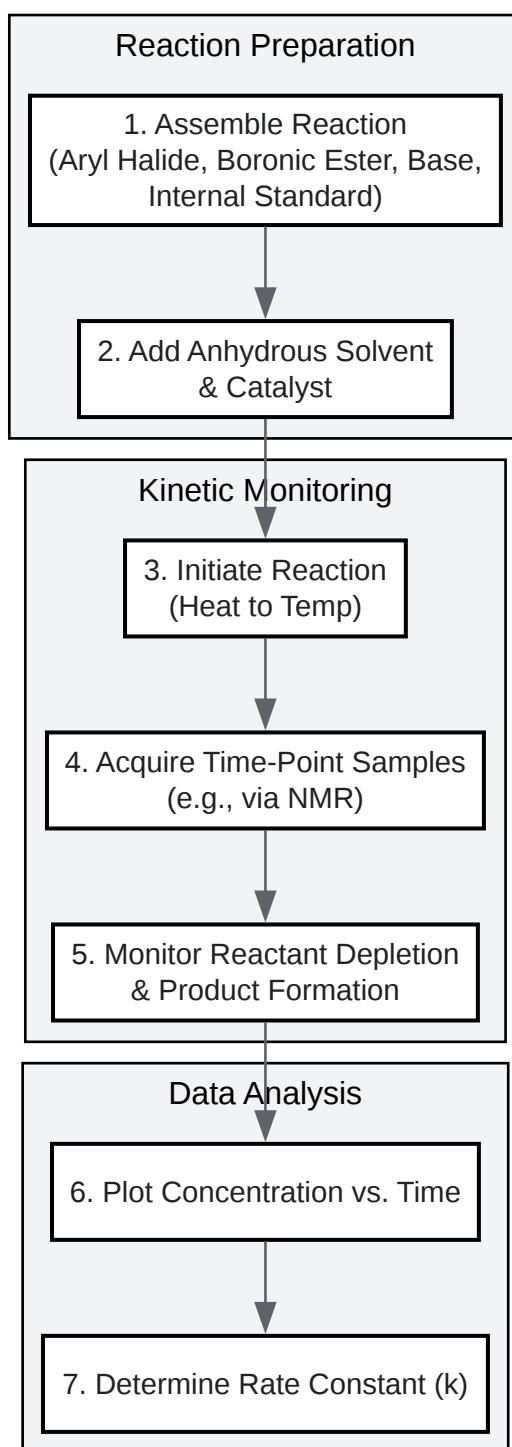 Reaction Preparation
1. Assemble Reaction
(Aryl Halide, Boronic Ester, Base,
Internal Standard)
2. Add Anhydrous Solvent
& Catalyst
Kinetic Monitoring
3. Initiate Reaction
(Heat to Temp)
4. Acquire Time-Point Samples
(e.g., via NMR)
5. Monitor Reactant Depletion
& Product Formation
Data Analysis
6. Plot Concentration vs. Time
7. Determine Rate Constant (k)